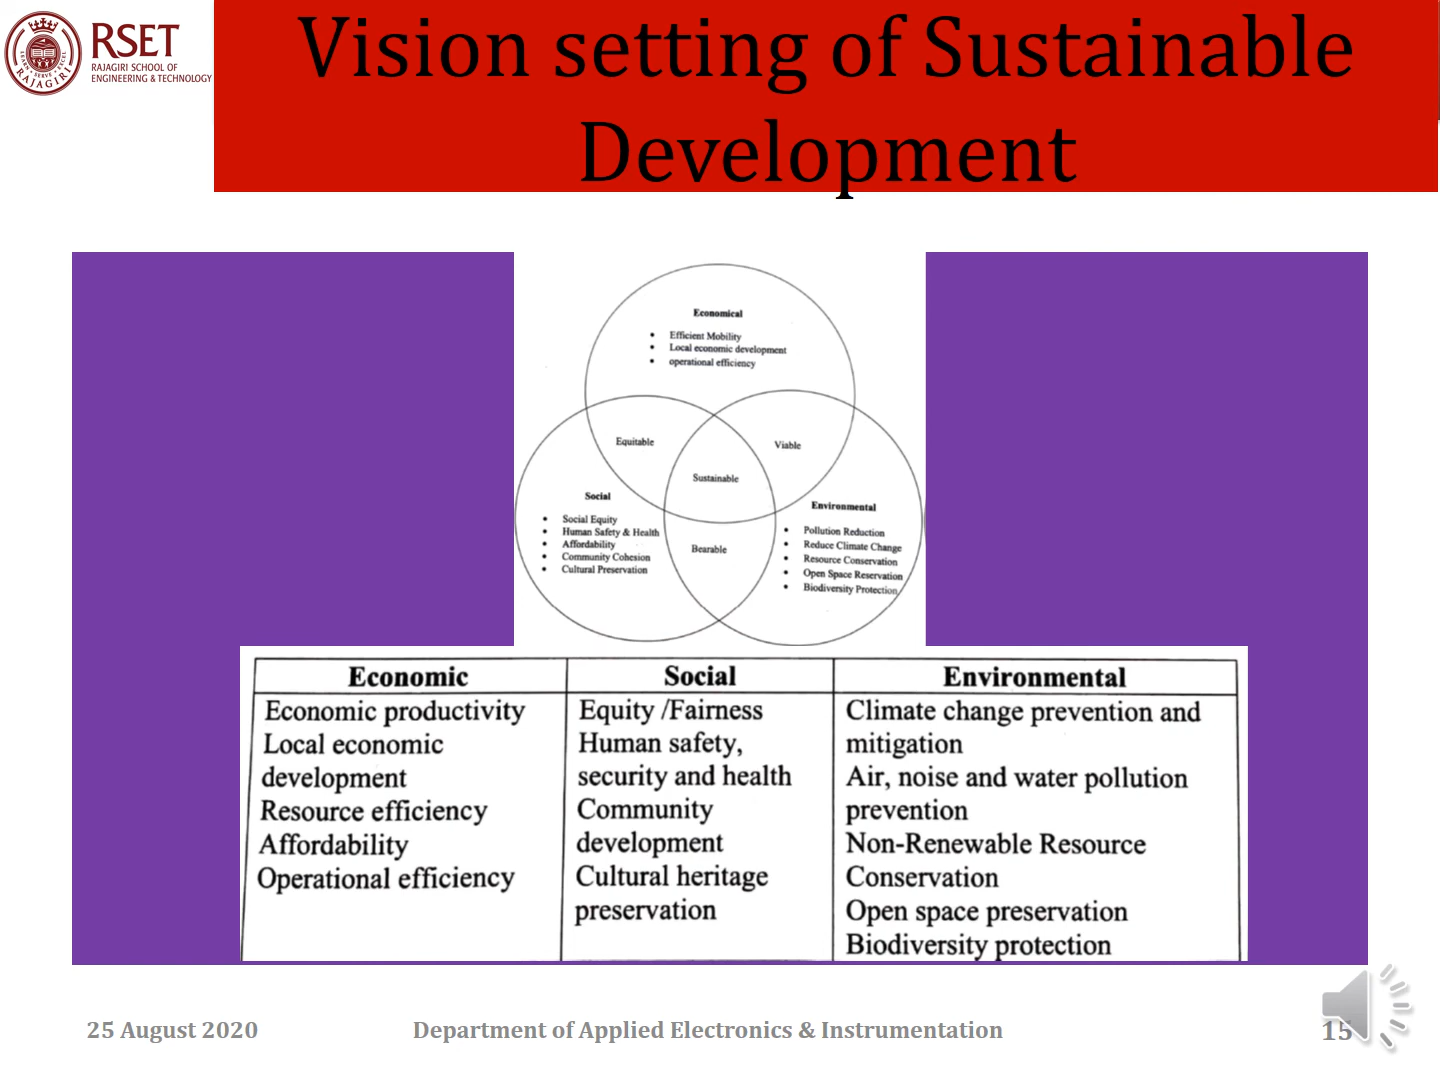 RSET
RAJAGIRI SCHOOL OF
ENGINEERING & TECHNOLOGY
LEARN SERVE EXCEL
RAJAGIRI
Vision setting of Sustainable
Development
Economical
• Efficient Mobility
• Local economic development
• operational efficiency
Equitable
Viable
Sustainable
Social
• Social Equity
• Human Safety & Health
• Affordability
• Community Cohesion
• Cultural Preservation
Bearable
Environmental
• Pollution Reduction
• Reduce Climate Change
• Resource Conservation
• Open Space Reservation
• Biodiversity Protection
Economic
Economic productivity
Local economic
development
Resource efficiency
Affordability
Operational efficiency
Social
Equity /Fairness
Human safety,
security and health
Community
development
Cultural heritage
preservation
Environmental
Climate change prevention and
mitigation
Air, noise and water pollution
prevention
Non-Renewable Resource
Conservation
Open space preservation
Biodiversity protection
25 August 2020
Department of Applied Electronics & Instrumentation
15